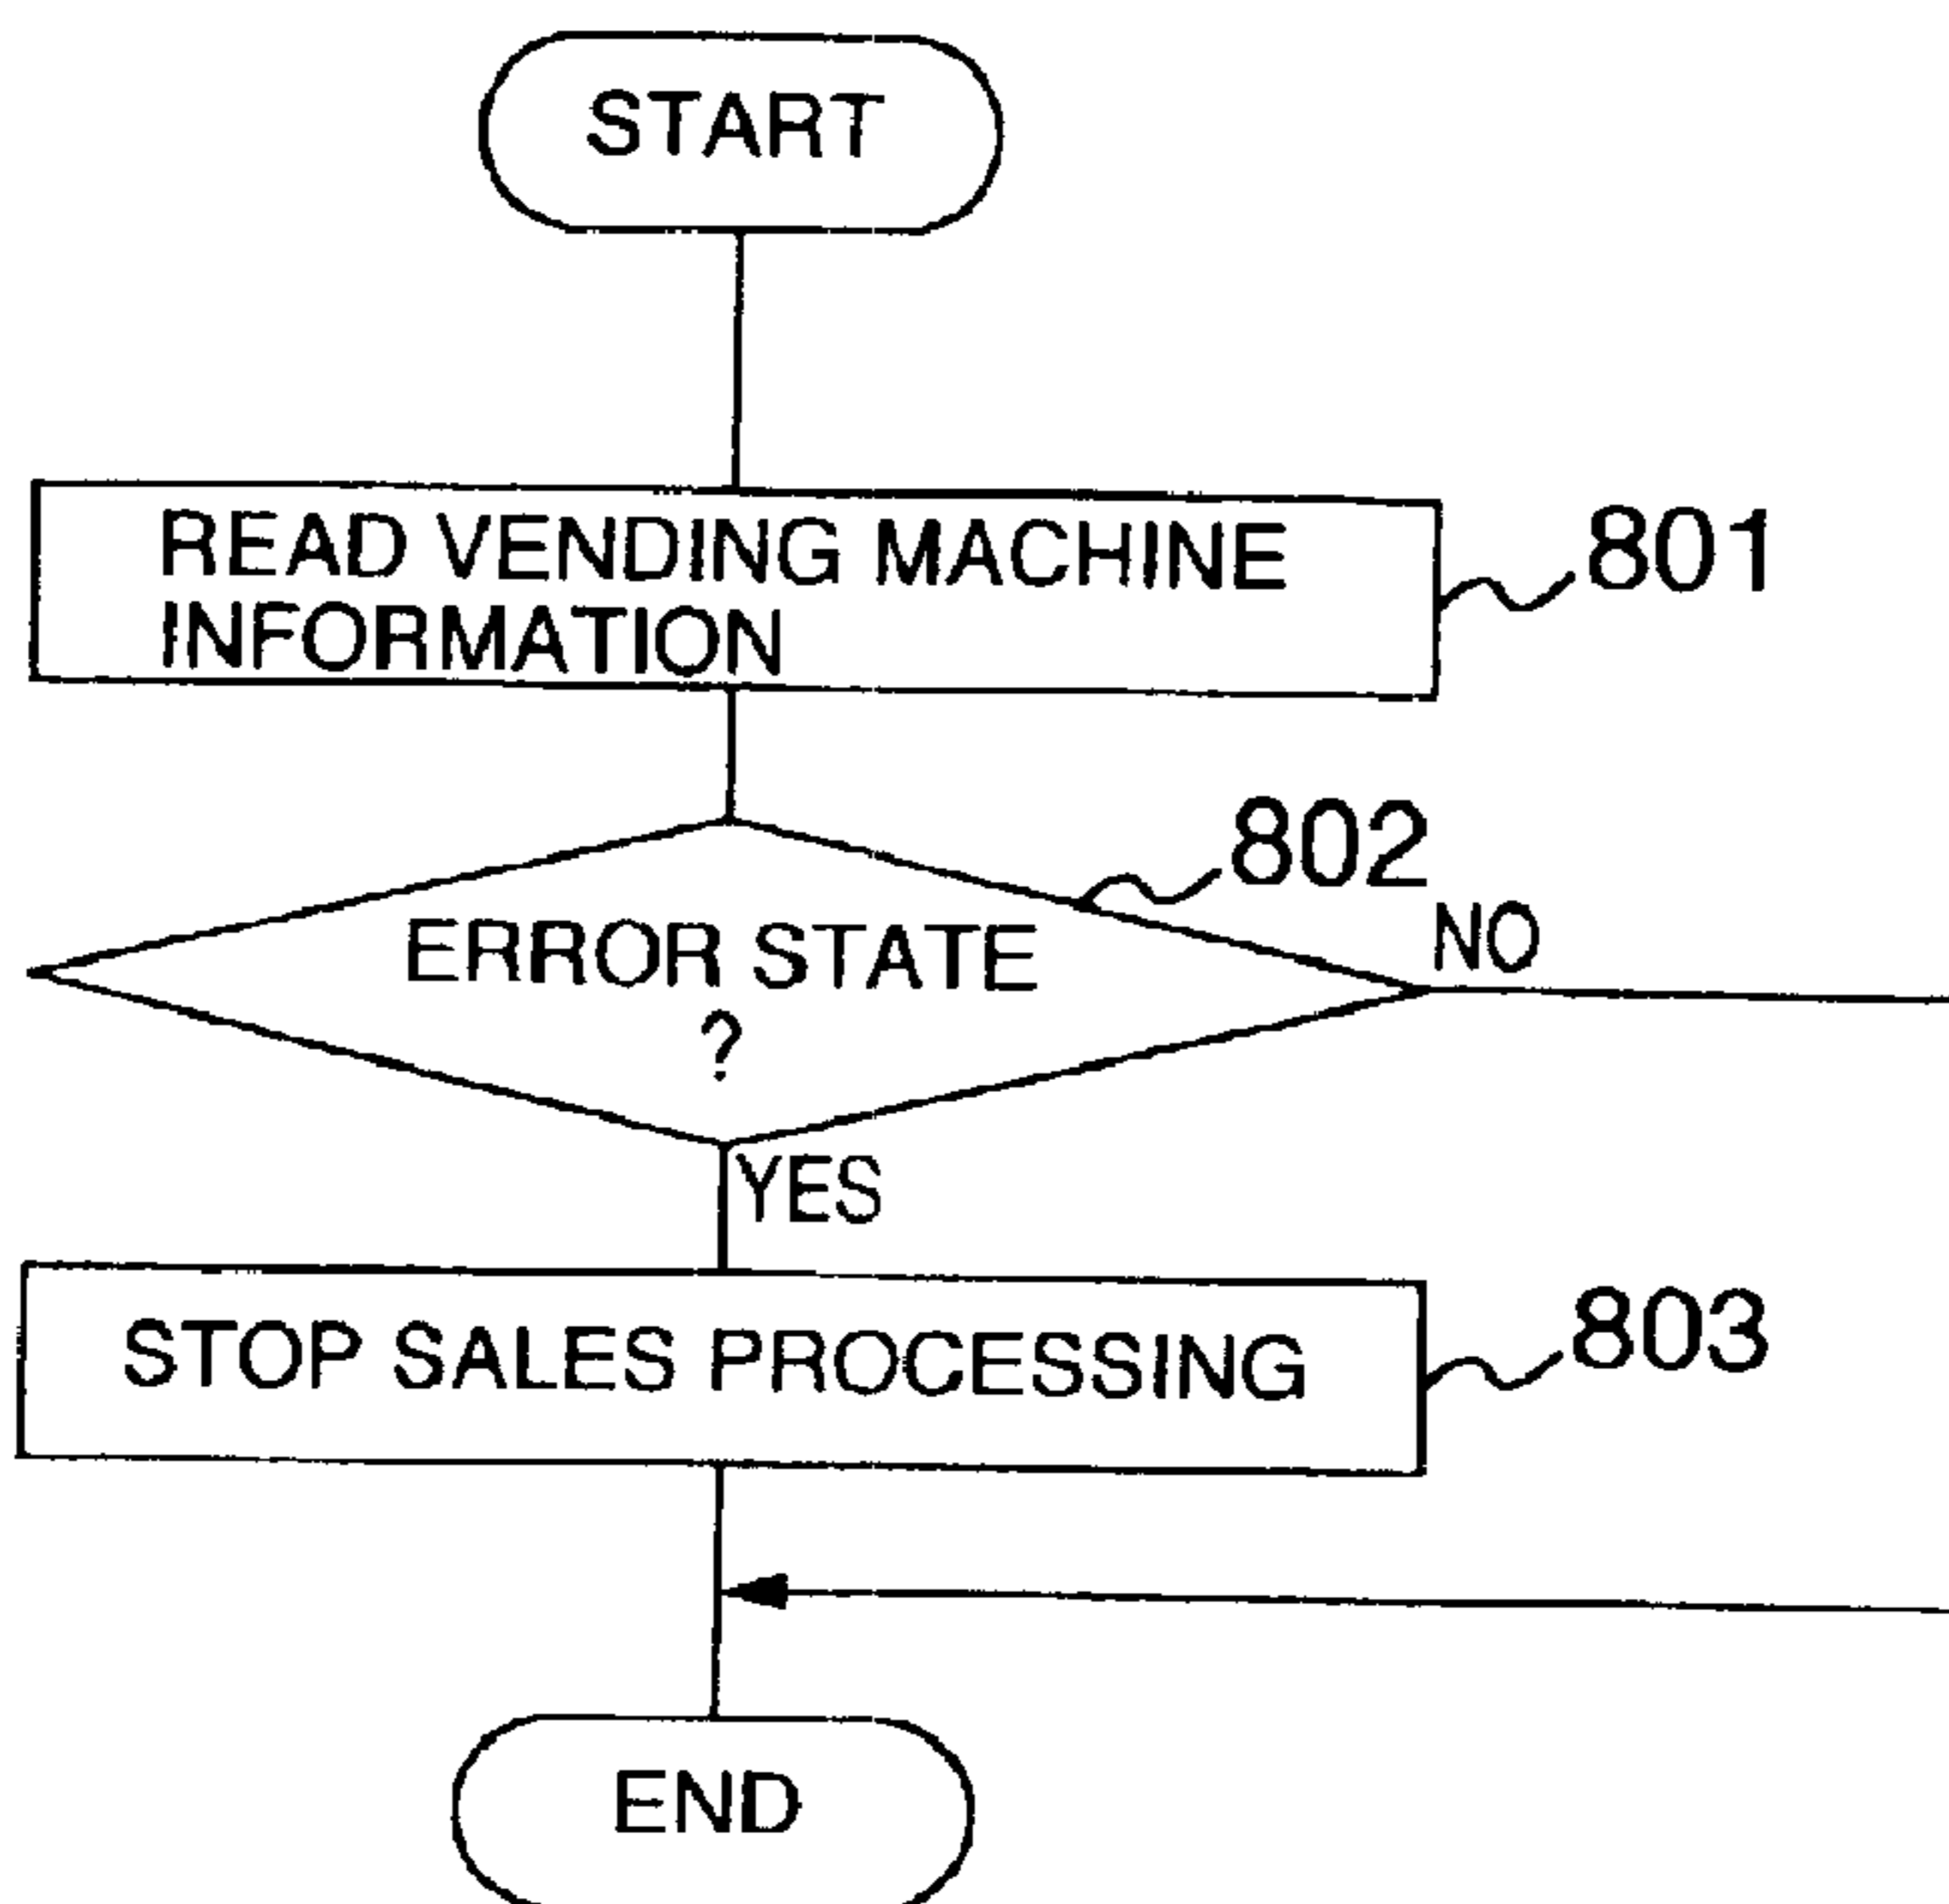 START
READ VENDING MACHINE
INFORMATION
801
802
ERROR STATE
?
NO
YES
STOP SALES PROCESSING
803
END